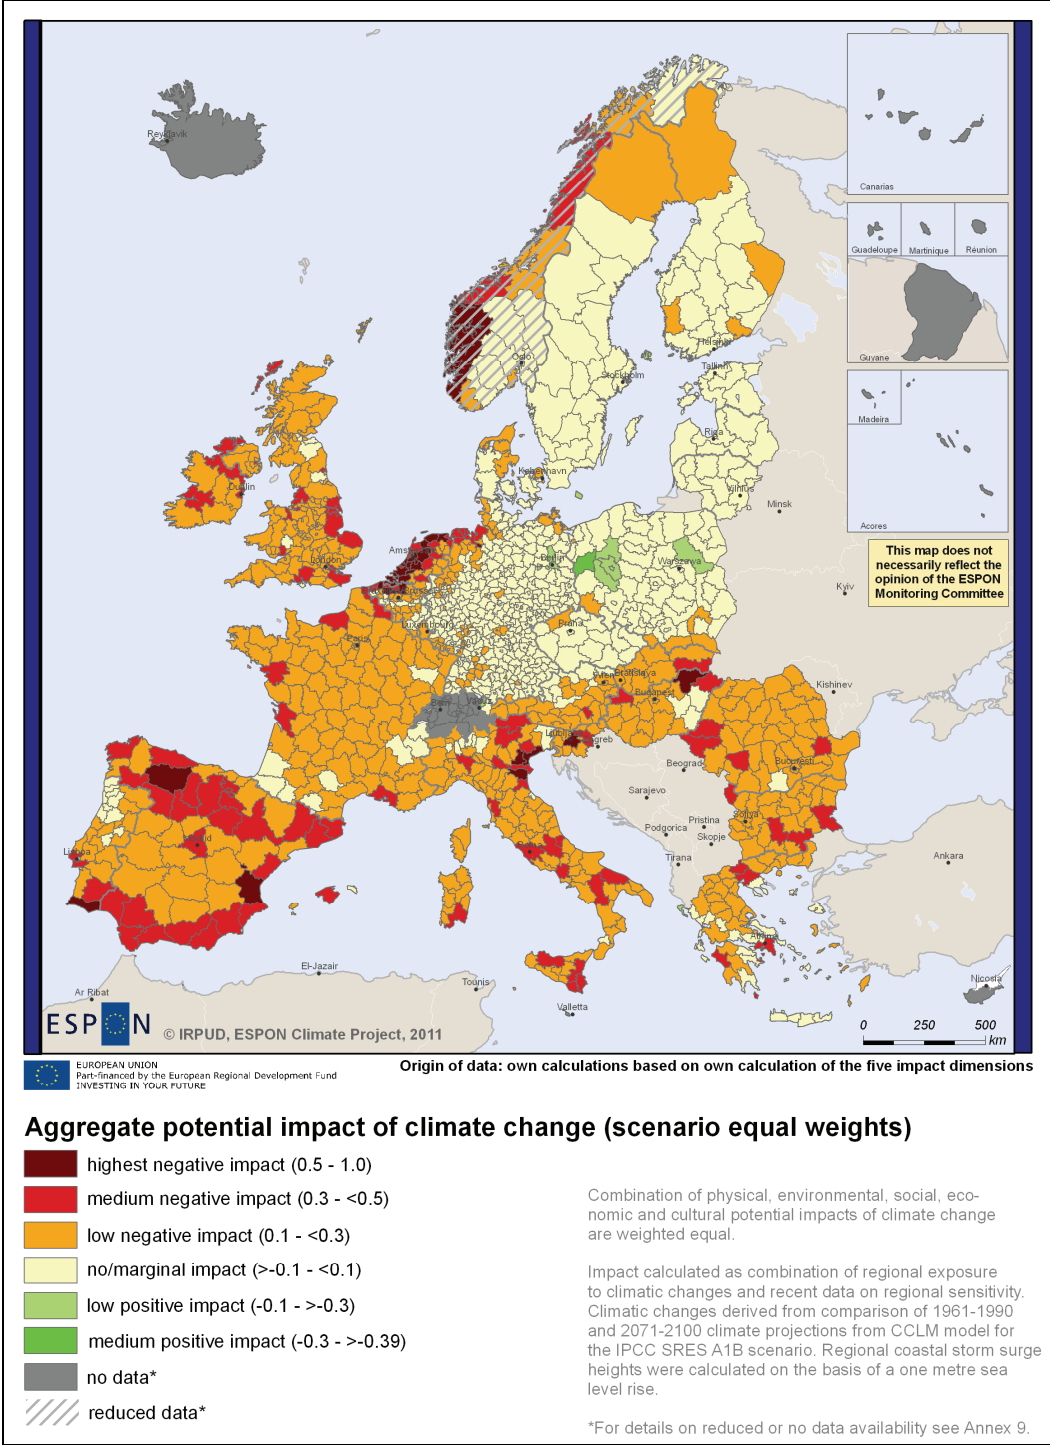 Reykjavik
Canarias
Guadeloupe
Martinique
Réunion
Guyane
Madeira
Acores
This map does not
necessarily reflect the
opinion of the ESPON
Monitoring Committee
Oslo
Helsinki
Tallinn
Stockholm
Riga
København
Vilnius
Minsk
Dublin
London
Berlin
Warszawa
Kyiv
Luxembourg
Praha
Paris
Bratislava
Budapest
Kishinev
Bern
Vaduz
Ljubljana
Zagreb
Beograd
Bucuresti
Sarajevo
Pristina
Sofiya
Podgorica
Skopje
Tirana
Ankara
Madrid
Lisboa
Roma
Athina
Nicosia
El-Jazair
Tounis
Ar Ribat
Valletta
ESPON
© IRPUD, ESPON Climate Project, 2011
0 250 500
km
EUROPEAN UNION
Part-financed by the European Regional Development Fund
INVESTING IN YOUR FUTURE
Origin of data: own calculations based on own calculation of the five impact dimensions
Aggregate potential impact of climate change (scenario equal weights)
highest negative impact (0.5 - 1.0)
medium negative impact (0.3 - <0.5)
low negative impact (0.1 - <0.3)
no/marginal impact (>-0.1 - <0.1)
low positive impact (-0.1 - >-0.3)
medium positive impact (-0.3 - >-0.39)
no data*
reduced data*
Combination of physical, environmental, social, eco-
nomic and cultural potential impacts of climate change
are weighted equal.
Impact calculated as combination of regional exposure
to climatic changes and recent data on regional sensitivity.
Climatic changes derived from comparison of 1961-1990
and 2071-2100 climate projections from CCLM model for
the IPCC SRES A1B scenario. Regional coastal storm surge
heights were calculated on the basis of a one metre sea
level rise.
*For details on reduced or no data availability see Annex 9.